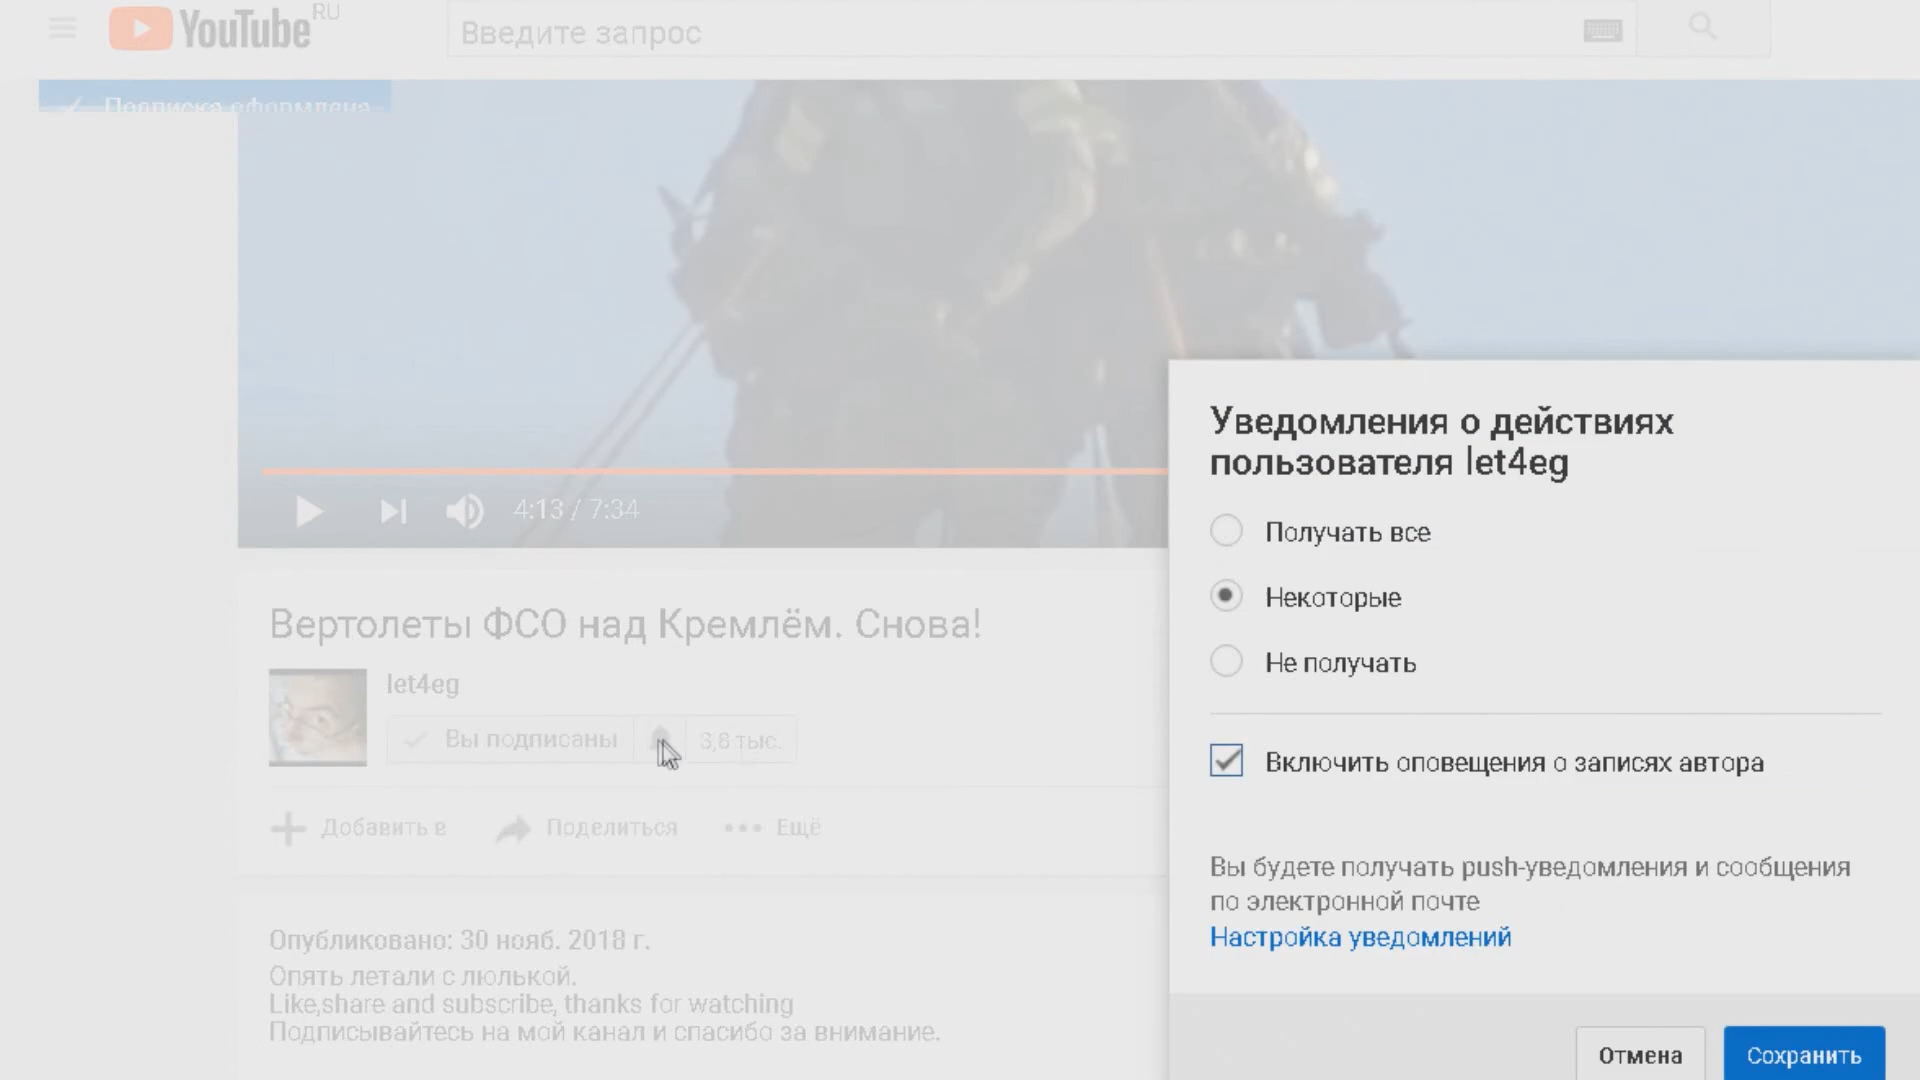 YouTube RU
Введите запрос
Подписка оформлена
4:13 / 7:34
Вертолеты ФСО над Кремлём. Снова!
let4eg
Вы подписаны
3,8 тыс.
Добавить в
Поделиться
Ещё
Опубликовано: 30 нояб. 2018 г.
Опять летали с люлькой.
Like,share and subscribe, thanks for watching
Подписывайтесь на мой канал и спасибо за внимание.
Уведомления о действиях
пользователя let4eg
Получать все
Некоторые
Не получать
Включить оповещения о записях автора
Вы будете получать push-уведомления и сообщения
по электронной почте
Настройка уведомлений
Отмена
Сохранить